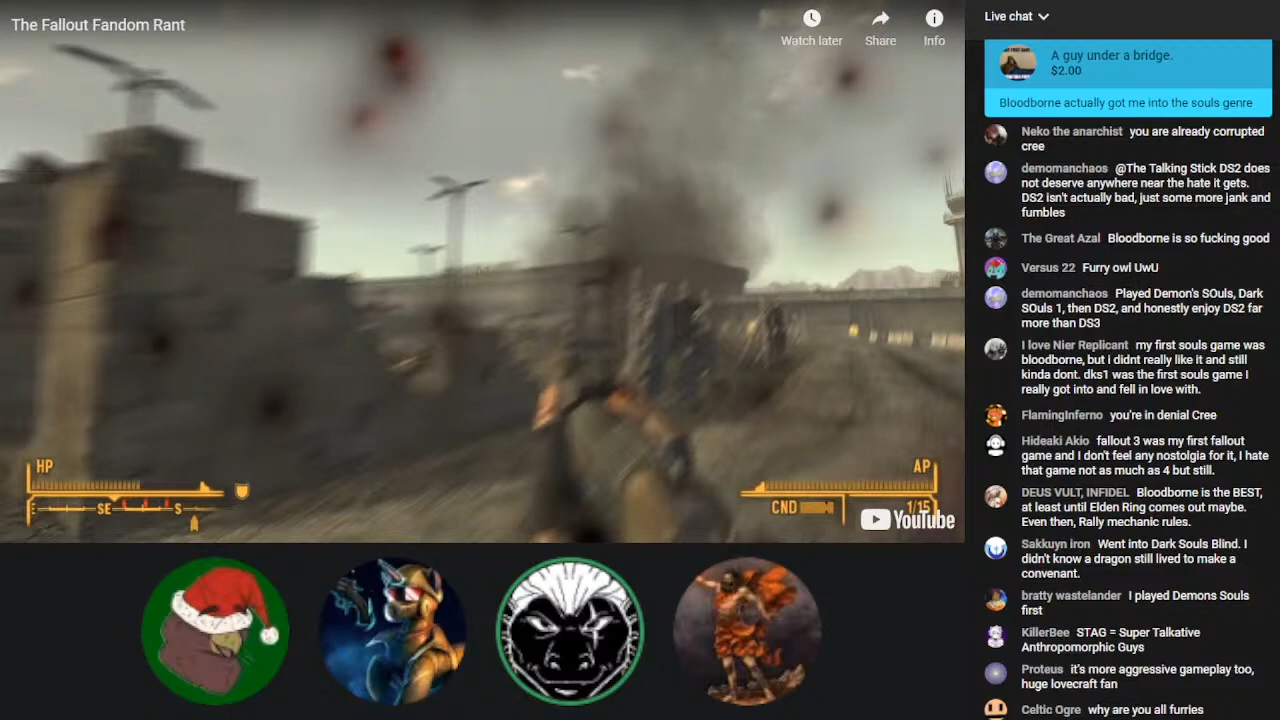 The Fallout Fandom Rant
Watch later
Share
Info
HP
E
SE
S
AP
CND
1/15
YouTube
Live chat
A guy under a bridge.
$2.00
Bloodborne actually got me into the souls genre
Neko the anarchist you are already corrupted
cree
demomanchaos @The Talking Stick DS2 does
not deserve anywhere near the hate it gets.
DS2 isn't actually bad, just some more jank and
fumbles
The Great Azal Bloodborne is so fucking good
Versus 22 Furry owl UwU
demomanchaos Played Demon's SOuls, Dark
SOuls 1, then DS2, and honestly enjoy DS2 far
more than DS3
I love Nier Replicant my first souls game was
bloodborne, but i didnt really like it and still
kinda dont. dks1 was the first souls game I
really got into and fell in love with.
FlamingInferno you're in denial Cree
Hideaki Akio fallout 3 was my first fallout
game and I don't feel any nostolgia for it, I hate
that game not as much as 4 but still.
DEUS VULT, INFIDEL Bloodborne is the BEST,
at least until Elden Ring comes out maybe.
Even then, Rally mechanic rules.
Sakkuyn iron Went into Dark Souls Blind. I
didn't know a dragon still lived to make a
convenant.
bratty wastelander I played Demons Souls
first
KillerBee STAG = Super Talkative
Anthropomorphic Guys
Proteus it's more aggressive gameplay too,
huge lovecraft fan
Celtic Ogre why are you all furries